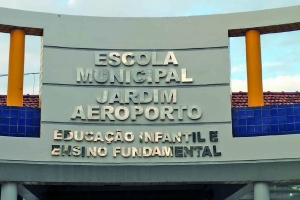 ESCOLA
MUNICIPAL
JARDIM
AEROPORTO
EDUCAÇÃO INFANTIL E
ENSINO FUNDAMENTAL